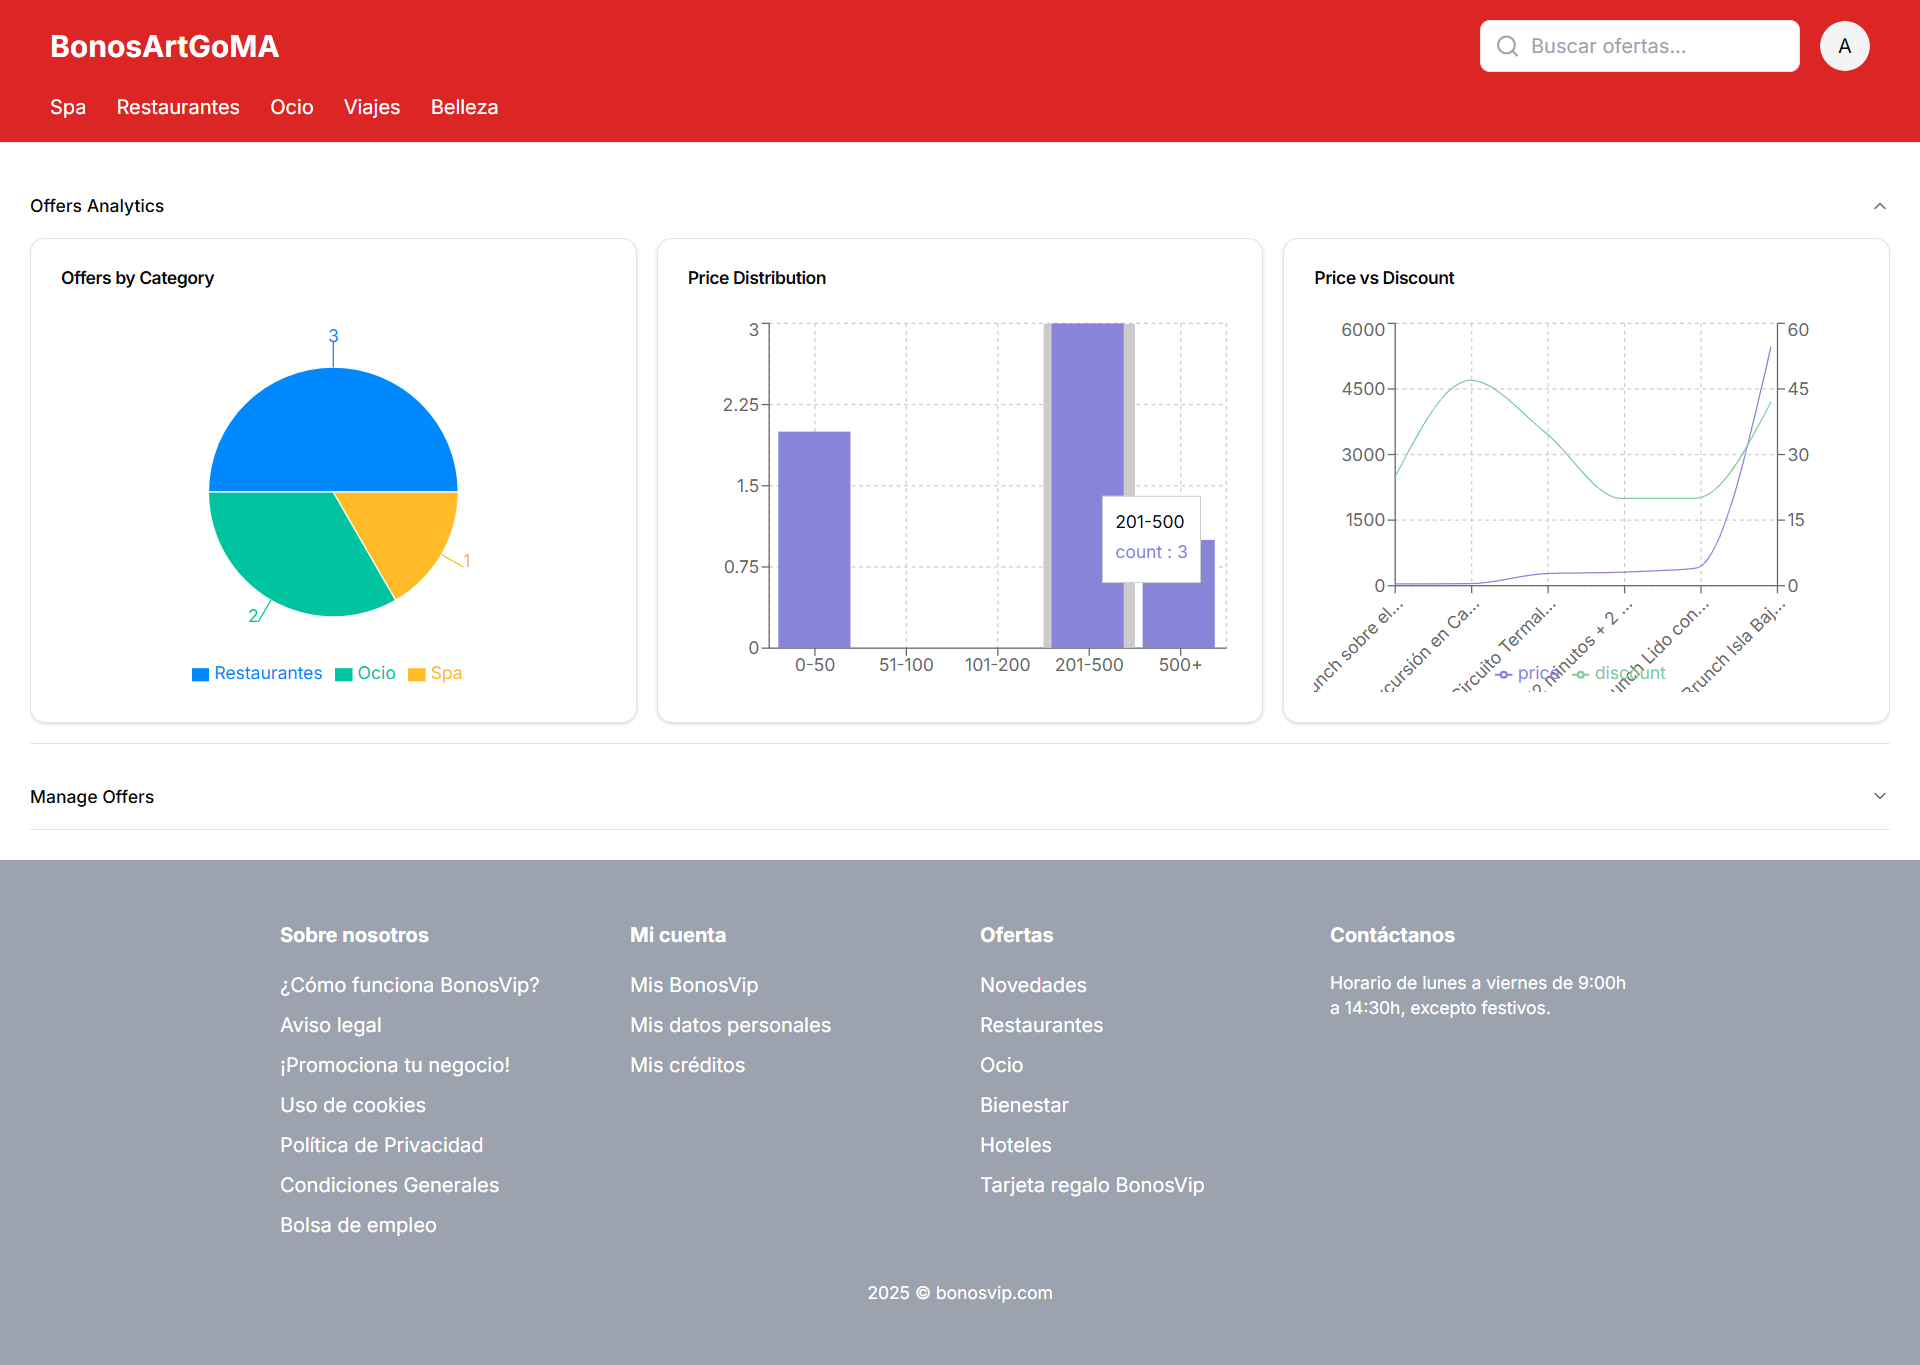 BonosArtGoMA
Buscar ofertas...
A
Spa Restaurantes Ocio Viajes Belleza
Offers Analytics
Offers by Category
3
1
2
Restaurantes Ocio Spa
Price Distribution
3
2.25
1.5
0.75
0
0-50 51-100 101-200 201-500 500+
201-500
count : 3
Price vs Discount
6000
4500
3000
1500
0
60
45
30
15
0
sobre el...
en Ca...
Circuito Termal...
minutos + 2 ...
Lido con...
Brunch Isla Baj...
price discount
Manage Offers
Sobre nosotros
¿Cómo funciona BonosVip?
Aviso legal
¡Promociona tu negocio!
Uso de cookies
Política de Privacidad
Condiciones Generales
Bolsa de empleo
Mi cuenta
Mis BonosVip
Mis datos personales
Mis créditos
Ofertas
Novedades
Restaurantes
Ocio
Bienestar
Hoteles
Tarjeta regalo BonosVip
Contáctanos
Horario de lunes a viernes de 9:00h
a 14:30h, excepto festivos.
2025 © bonosvip.com